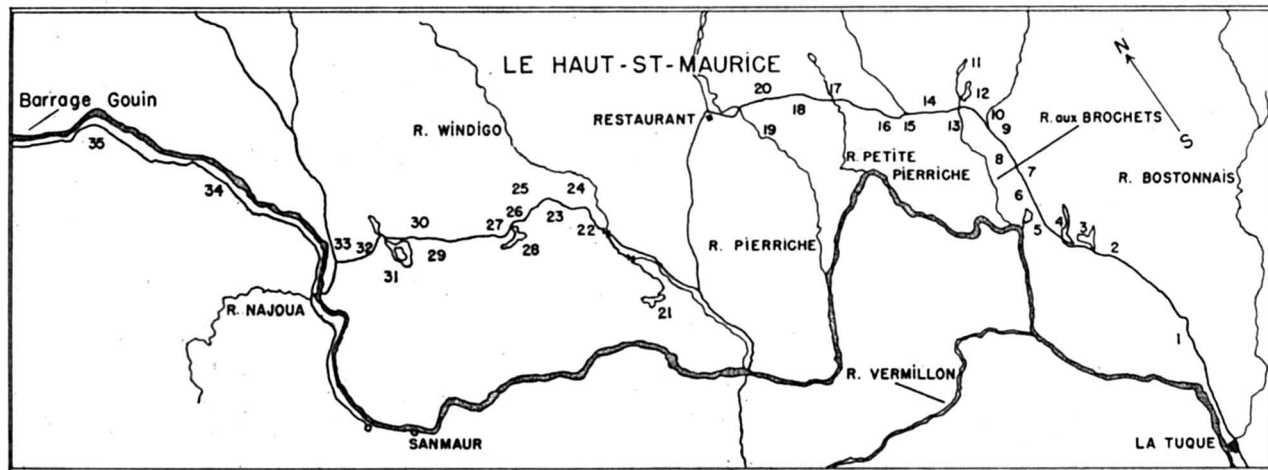 LE HAUT-ST-MAURICE
Barrage Gouin
35
34
R. WINDIGO
RESTAURANT
20
18
17
19
16
15
14
13
11
12
10
9
R. aux BROCHETS
8
7
6
5
4
3
2
1
N
S
R. BOSTONNAIS
R. PETITE
PIERRICHE
R. PIERRICHE
25
24
26
23
27
28
22
21
30
29
33
32
31
R. NAJOUA
R. VERMILLON
SANMAUR
LA TUQUE